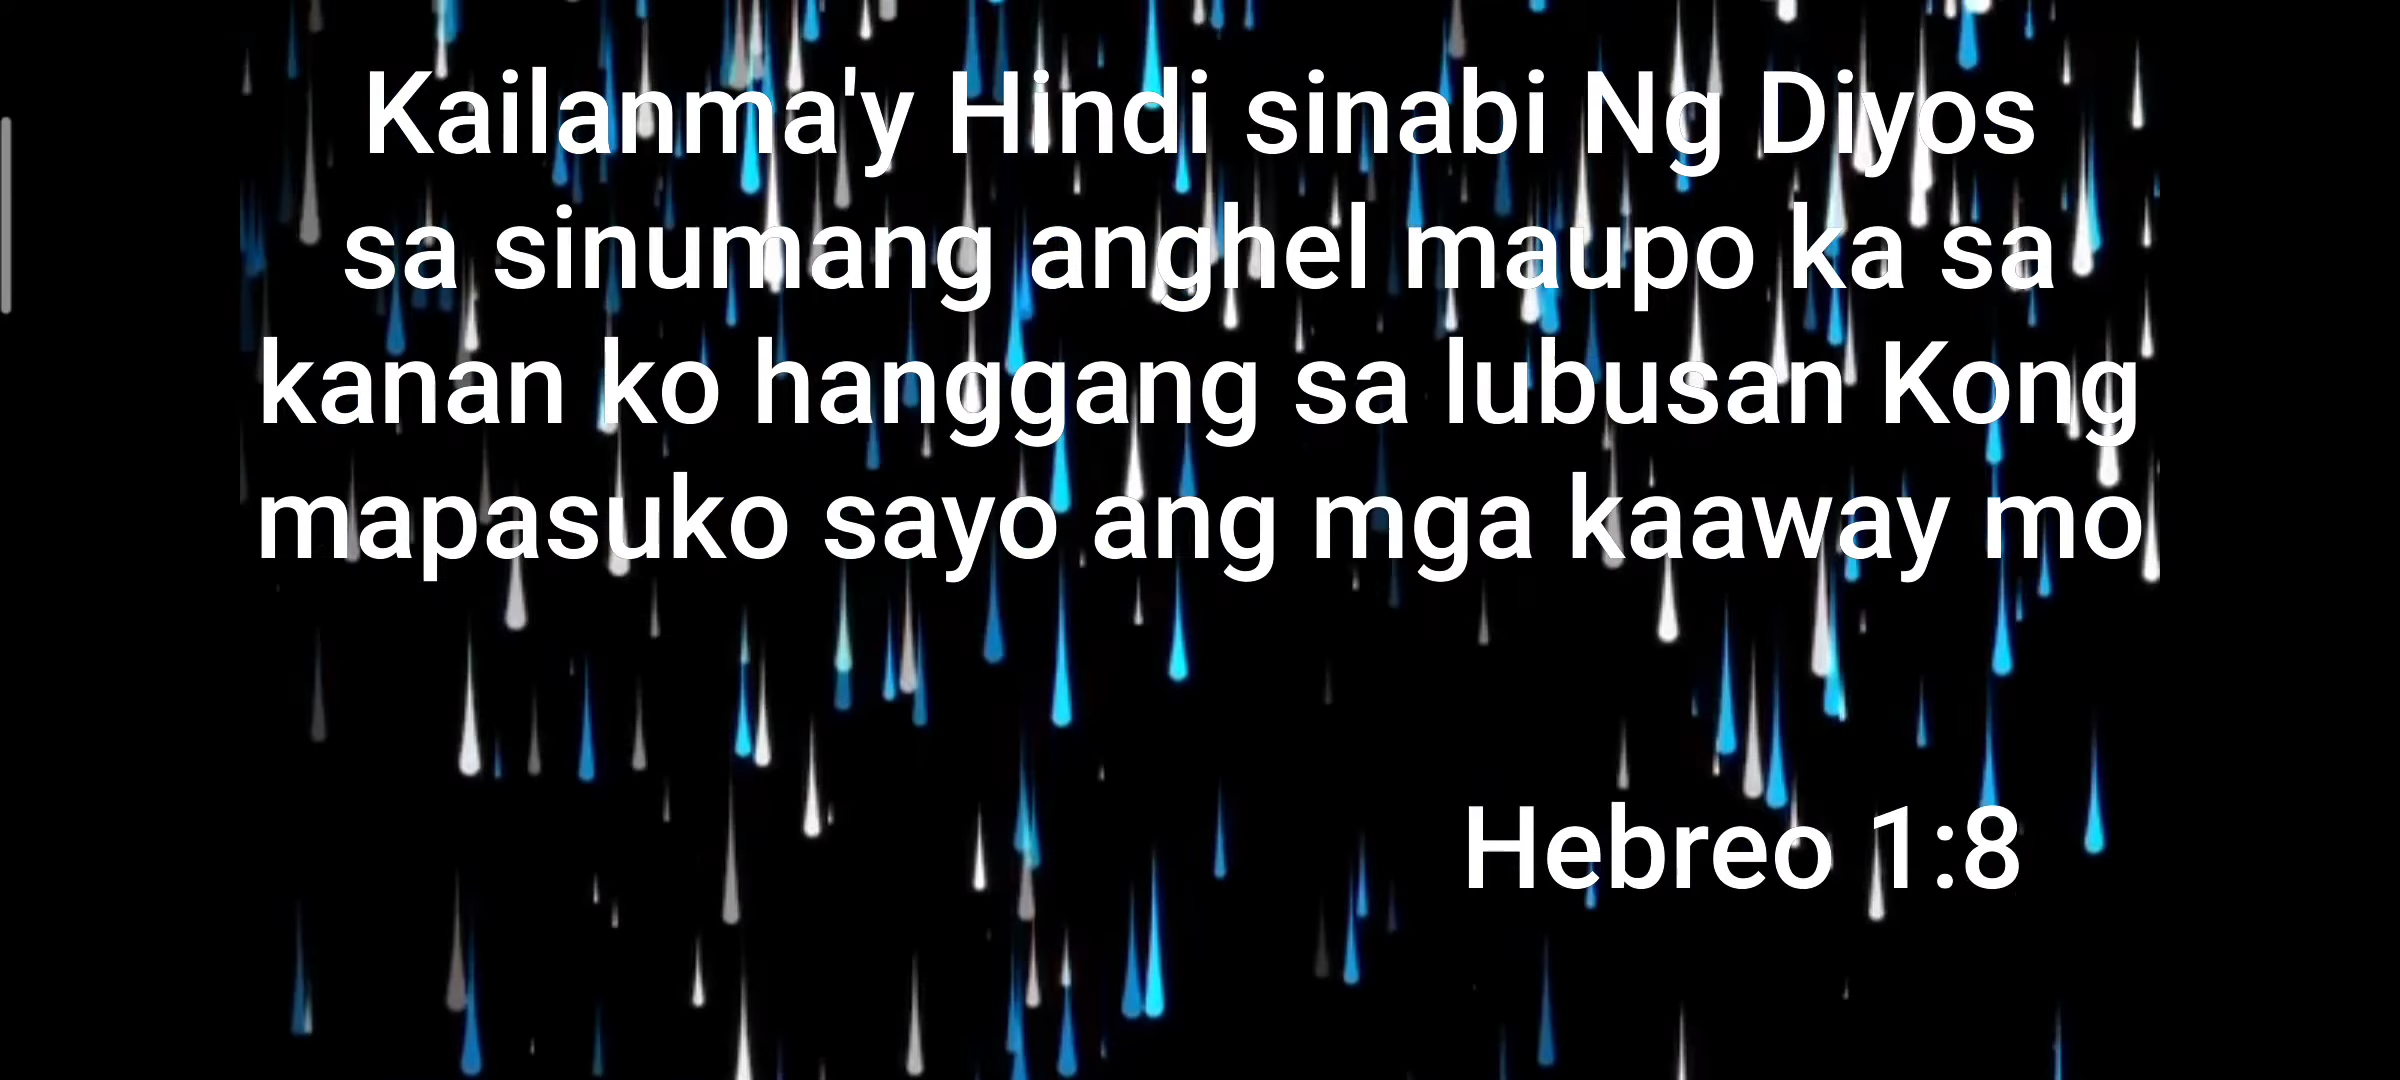 Kailanma'y Hindi sinabi Ng Diyos
sa sinumang anghel maupo ka sa
kanan ko hanggang sa lubusan Kong
mapasuko sayo ang mga kaaway mo
Hebreo 1:8